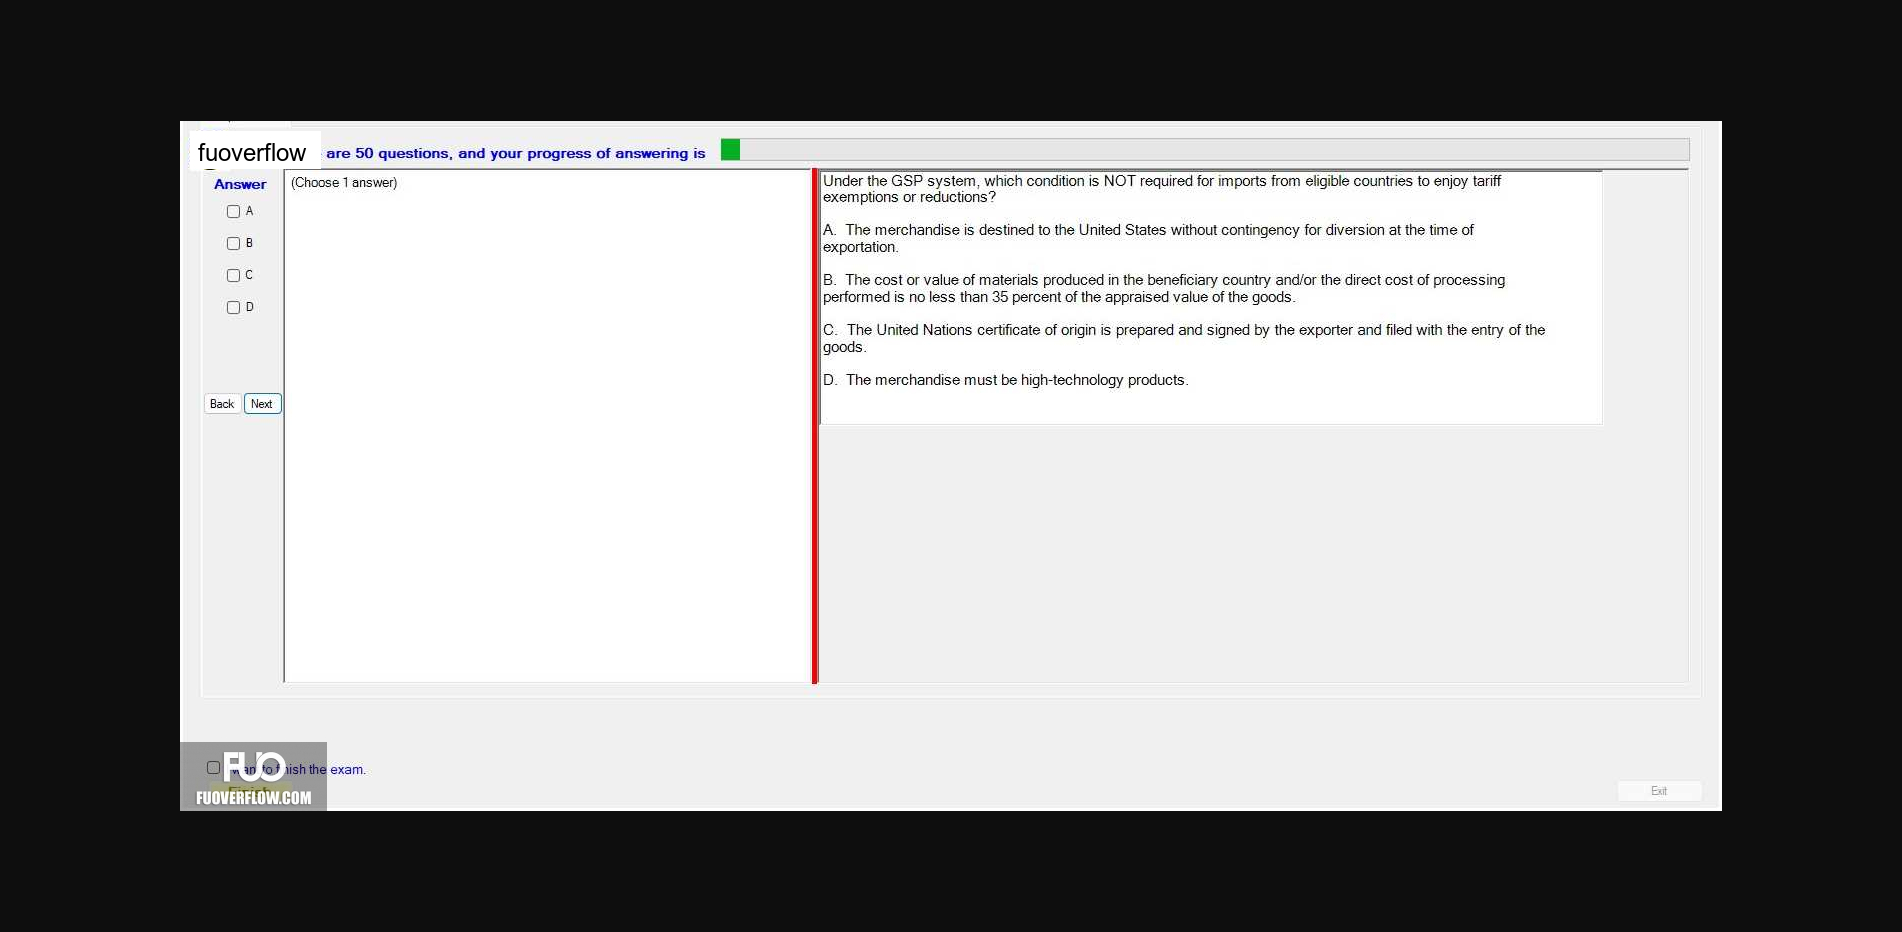 fuoverflow are 50 questions, and your progress of answering is
Answer
(Choose 1 answer)
A
B
C
D
Back Next
Under the GSP system, which condition is NOT required for imports from eligible countries to enjoy tariff
exemptions or reductions?
A. The merchandise is destined to the United States without contingency for diversion at the time of
exportation.
B. The cost or value of materials produced in the beneficiary country and/or the direct cost of processing
performed is no less than 35 percent of the appraised value of the goods.
C. The United Nations certificate of origin is prepared and signed by the exporter and filed with the entry of the
goods.
D. The merchandise must be high-technology products.
FUO
want to finish the exam.
Finish
FUOVERFLOW.COM
Exit